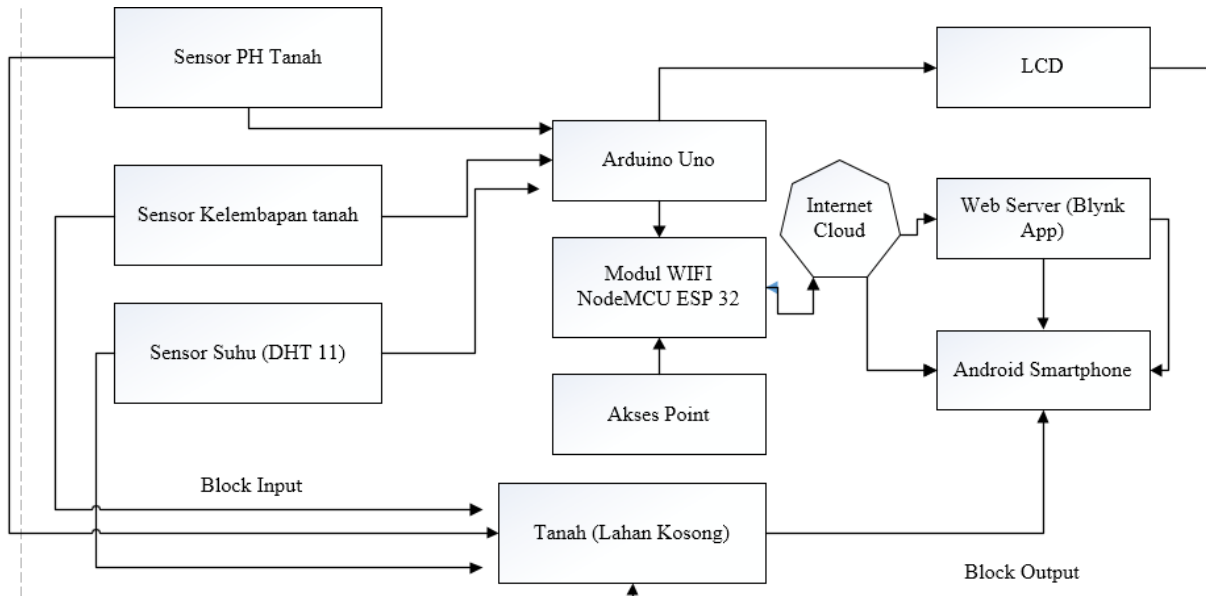 Sensor PH Tanah
LCD
Arduino Uno
Sensor Kelembapan tanah
Internet
Cloud
Web Server (Blynk
App)
Modul WIFI
NodeMCU ESP 32
Sensor Suhu (DHT 11)
Android Smartphone
Akses Point
Block Input
Tanah (Lahan Kosong)
Block Output